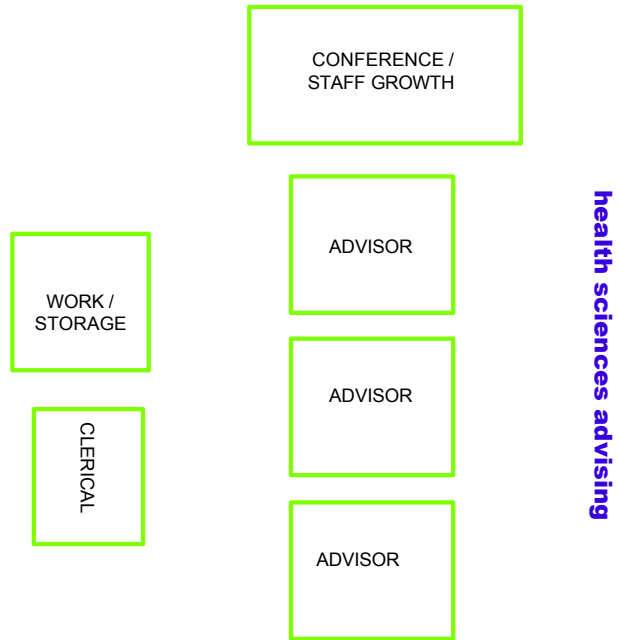 CONFERENCE /
STAFF GROWTH
ADVISOR
WORK /
STORAGE
ADVISOR
CLERICAL
ADVISOR
health sciences advising